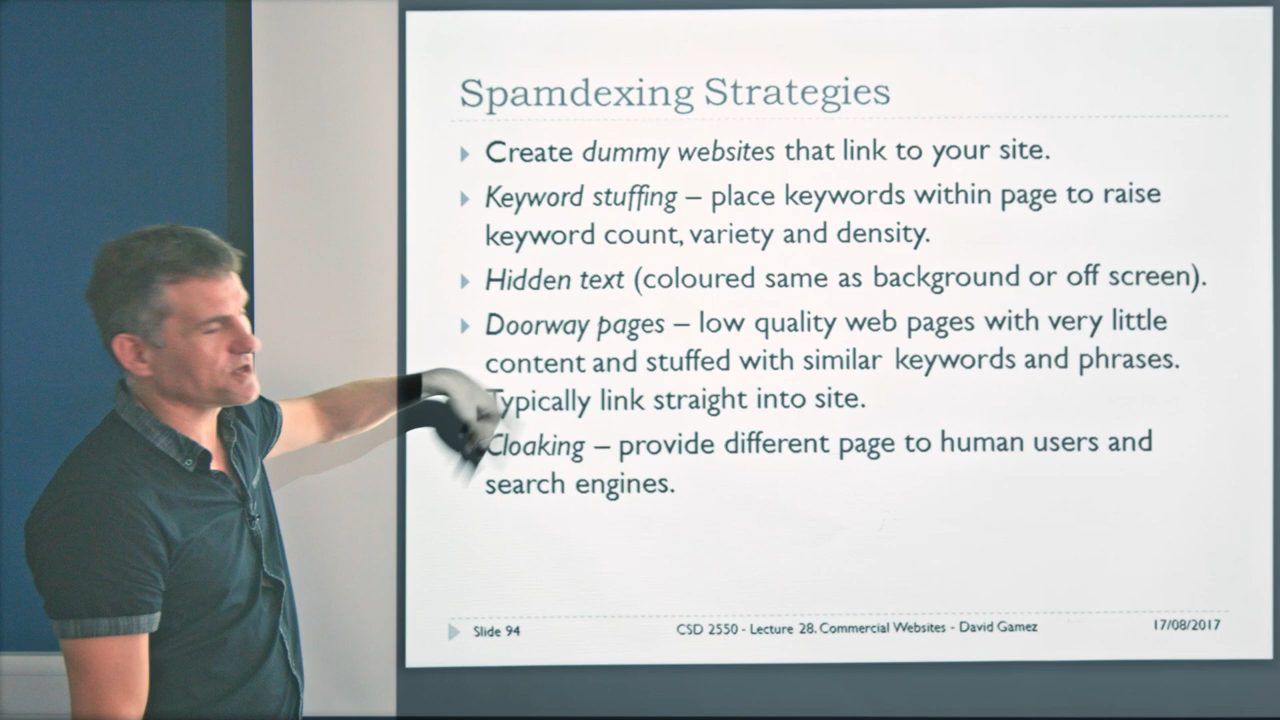 Spamdexing Strategies
Create dummy websites that link to your site.
Keyword stuffing – place keywords within page to raise
keyword count, variety and density.
Hidden text (coloured same as background or off screen).
Doorway pages – low quality web pages with very little
content and stuffed with similar keywords and phrases.
Typically link straight into site.
Cloaking – provide different page to human users and
search engines.
Slide 94
CSD 2550 - Lecture 28. Commercial Websites - David Gamez
17/08/2017